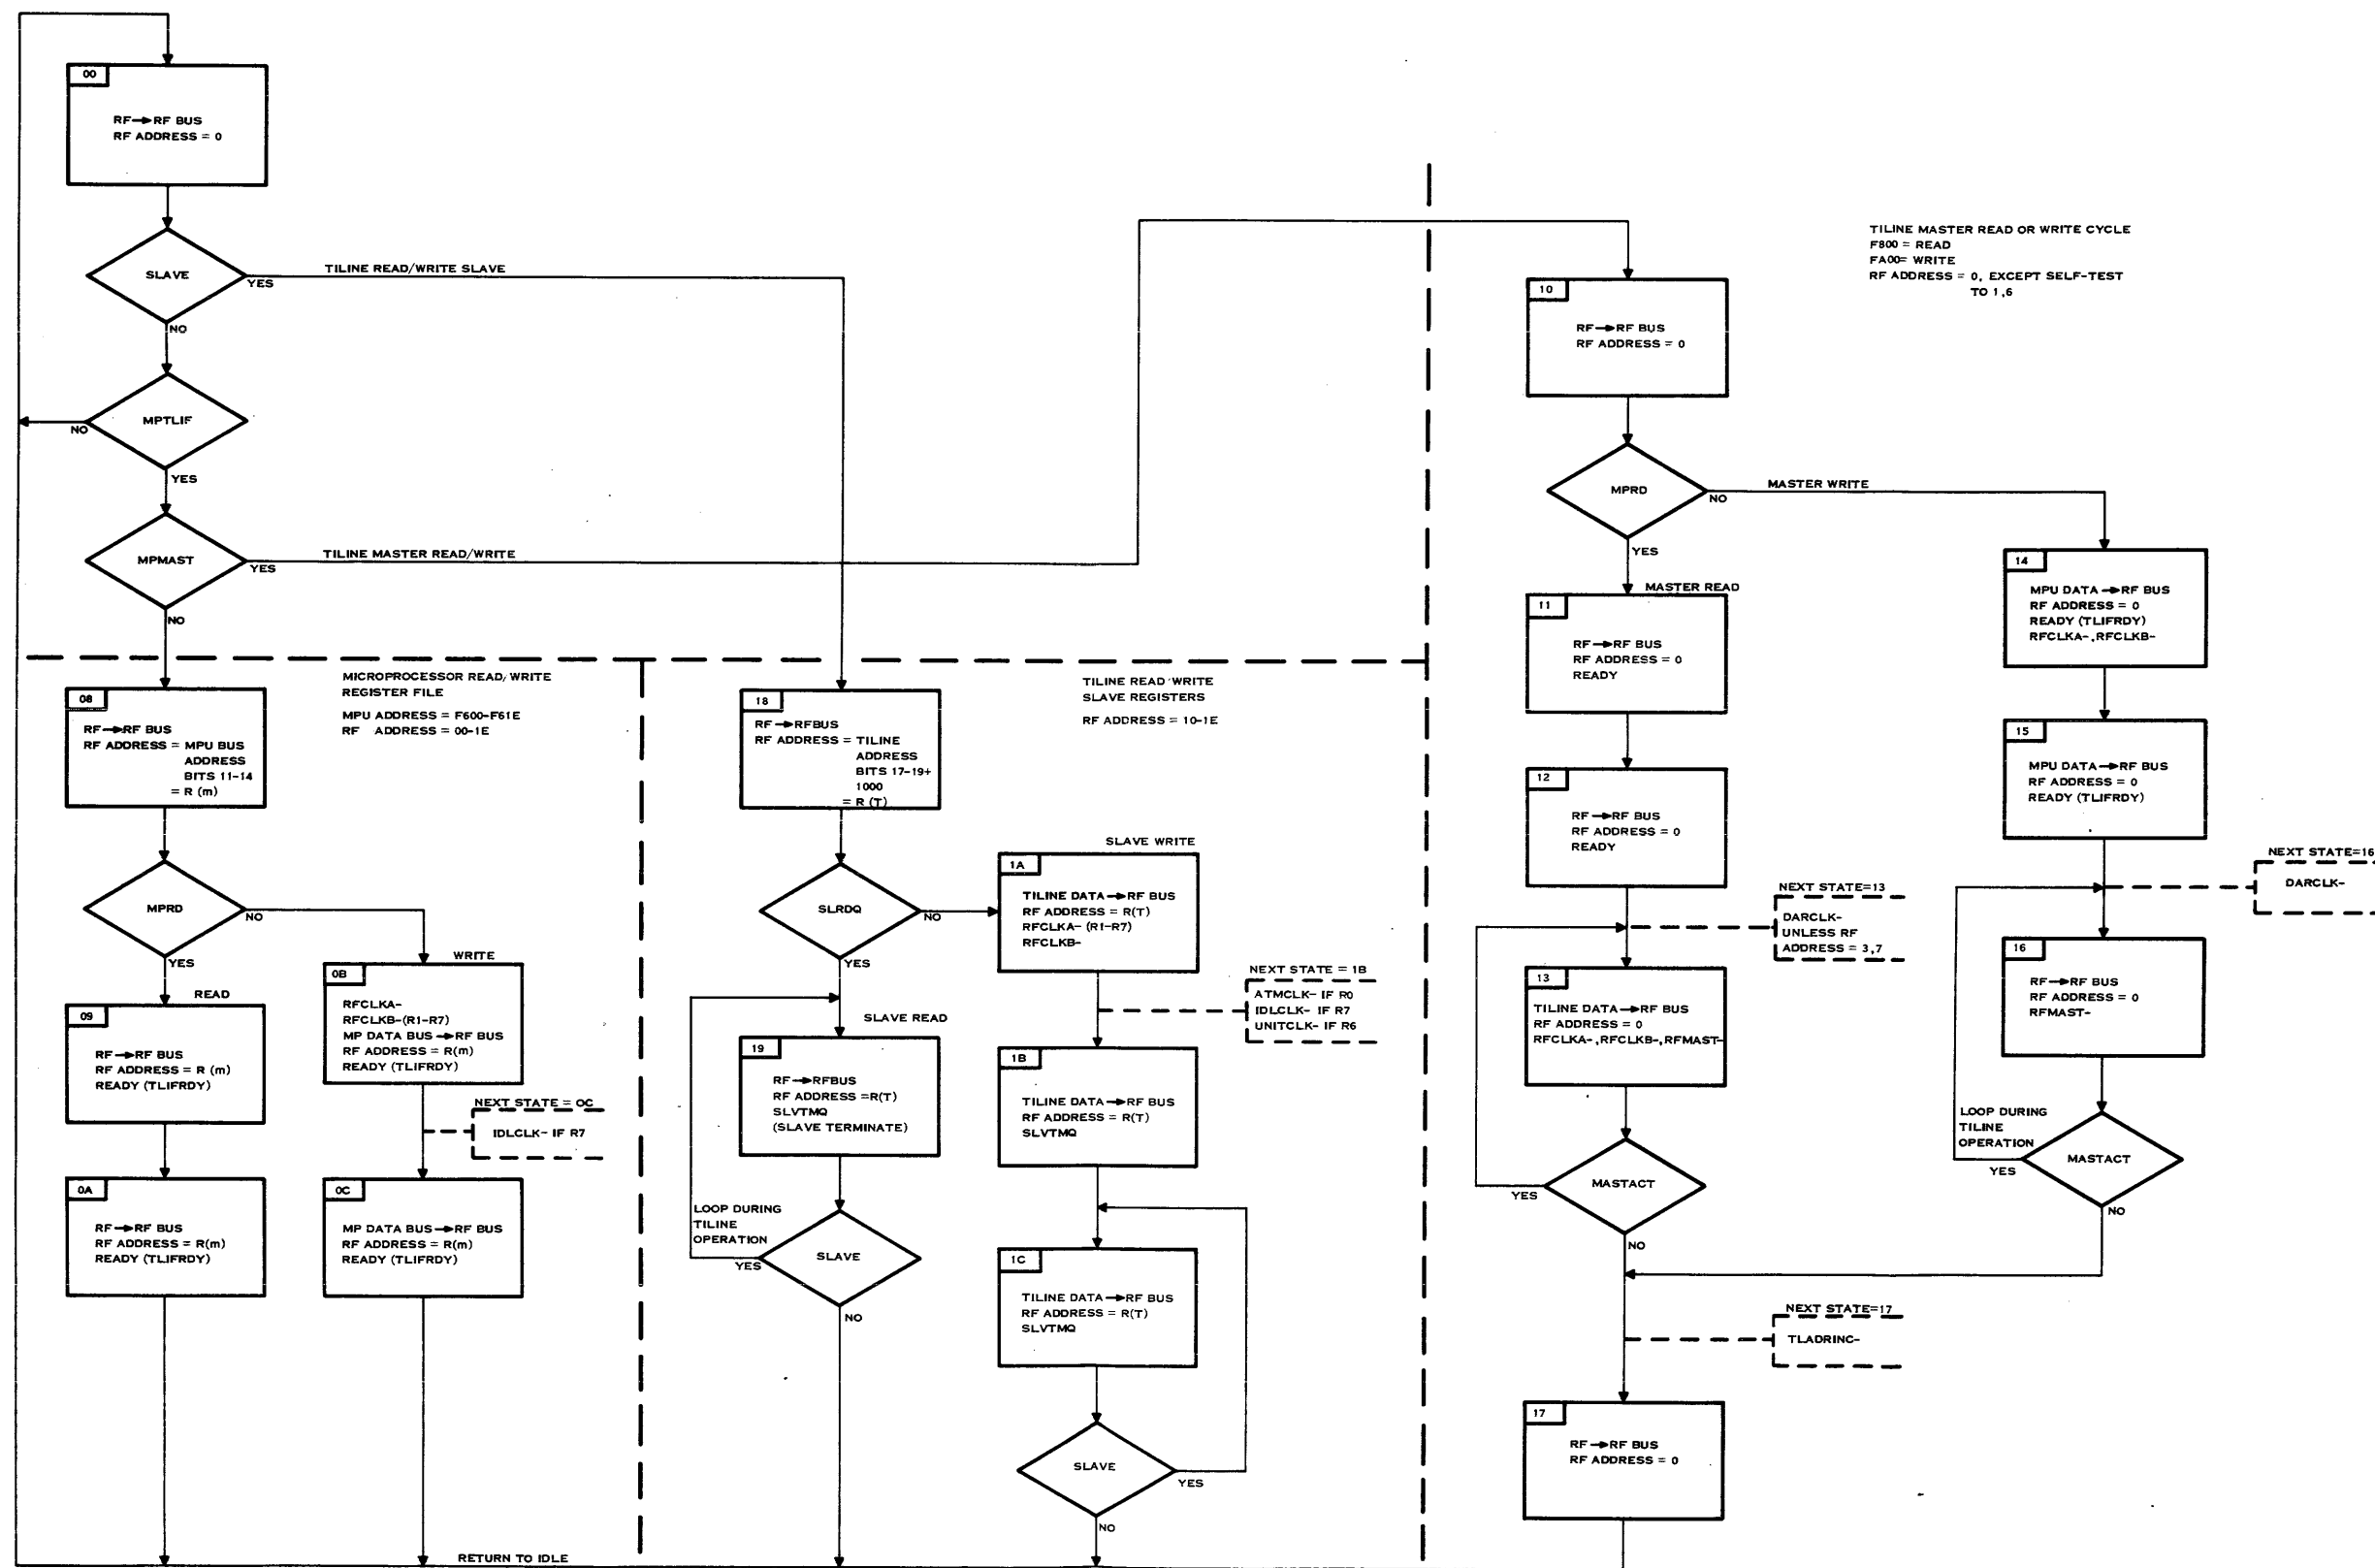 00
RF→RF BUS
RF ADDRESS = 0
SLAVE
YES
NO
TILINE READ/WRITE SLAVE
MPTLIF
NO
YES
MPMAST
YES
NO
TILINE MASTER READ/WRITE
MICROPROCESSOR READ/WRITE
REGISTER FILE
MPU ADDRESS = F600-F61E
RF ADDRESS = 00-1E
08
RF→RF BUS
RF ADDRESS = MPU BUS
ADDRESS
BITS 11-14
= R (m)
MPRD
NO
YES
READ
09
RF→RF BUS
RF ADDRESS = R (m)
READY (TLIFRDY)
0A
RF→RF BUS
RF ADDRESS = R(m)
READY (TLIFRDY)
WRITE
0B
RFCLKA-
RFCLKB-(R1-R7)
MP DATA BUS→RF BUS
RF ADDRESS = R(m)
READY (TLIFRDY)
NEXT STATE = 0C
IDLCLK- IF R7
0C
MP DATA BUS→RF BUS
RF ADDRESS = R(m)
READY (TLIFRDY)
RETURN TO IDLE
TILINE READ WRITE
SLAVE REGISTERS
RF ADDRESS = 10-1E
18
RF→RFBUS
RF ADDRESS = TILINE
ADDRESS
BITS 17-19+
1000
= R (T)
SLRDQ
NO
YES
SLAVE READ
19
RF→RFBUS
RF ADDRESS =R(T)
SLVTMQ
(SLAVE TERMINATE)
LOOP DURING
TILINE
OPERATION
YES
SLAVE
NO
SLAVE WRITE
1A
TILINE DATA→RF BUS
RF ADDRESS = R(T)
RFCLKA- (R1-R7)
RFCLKB-
NEXT STATE = 1B
ATMCLK- IF R0
IDLCLK- IF R7
UNITCLK- IF R6
1B
TILINE DATA→RF BUS
RF ADDRESS = R(T)
SLVTMQ
1C
TILINE DATA→RF BUS
RF ADDRESS = R(T)
SLVTMQ
SLAVE
YES
NO
TILINE MASTER READ OR WRITE CYCLE
F800 = READ
FA00= WRITE
RF ADDRESS = 0, EXCEPT SELF-TEST
TO 1,6
10
RF→RF BUS
RF ADDRESS = 0
MPRD
NO
YES
MASTER WRITE
MASTER READ
11
RF→RF BUS
RF ADDRESS = 0
READY
12
RF→RF BUS
RF ADDRESS = 0
READY
NEXT STATE=13
DARCLK-
UNLESS RF
ADDRESS = 3,7
13
TILINE DATA→RF BUS
RF ADDRESS = 0
RFCLKA-,RFCLKB-,RFMAST-
MASTACT
YES
NO
14
MPU DATA→RF BUS
RF ADDRESS = 0
READY (TLIFRDY)
RFCLKA-,RFCLKB-
15
MPU DATA→RF BUS
RF ADDRESS = 0
READY (TLIFRDY)
NEXT STATE=16
DARCLK-
16
RF→RF BUS
RF ADDRESS = 0
RFMAST-
LOOP DURING
TILINE
OPERATION
YES
MASTACT
NO
NEXT STATE=17
TLADRINC-
17
RF→RF BUS
RF ADDRESS = 0